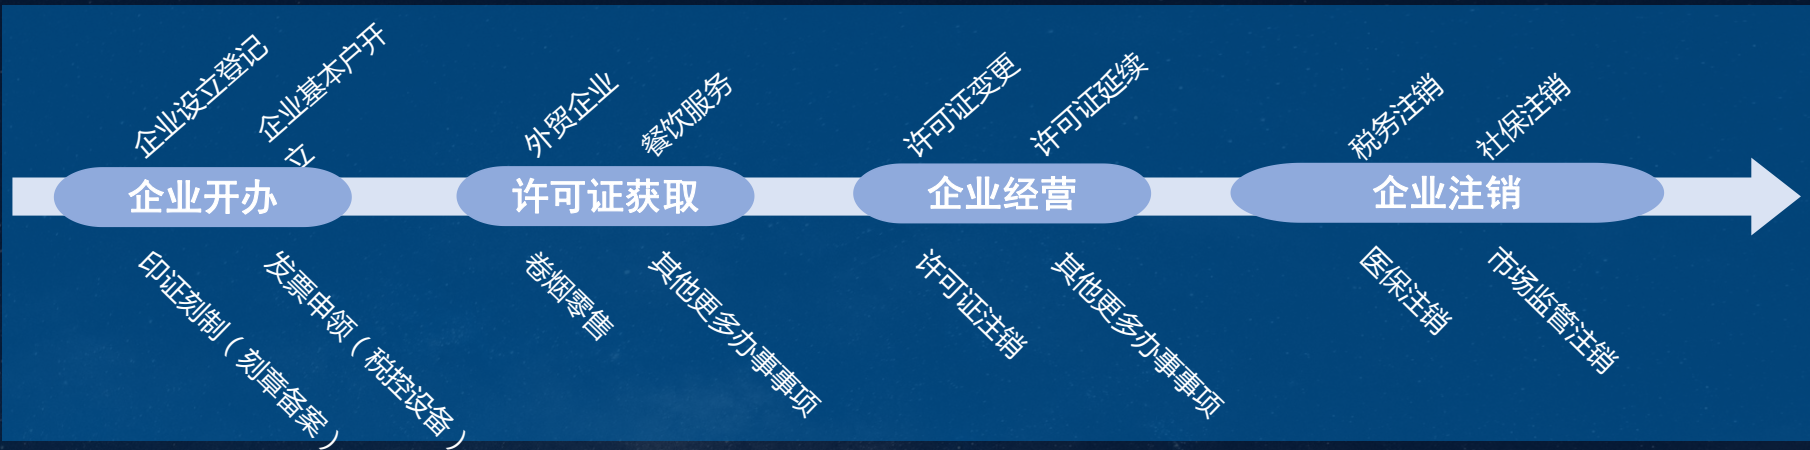 企业设立登记
企业基本户开
立
企业开办
印证刻制（刻章备案）
发票申领（税控设备）
外贸企业
餐饮服务
许可证获取
卷烟零售
其他更多办事事项
许可证变更
许可证延续
企业经营
许可证注销
其他更多办事事项
税务注销
社保注销
企业注销
医保注销
市场监管注销